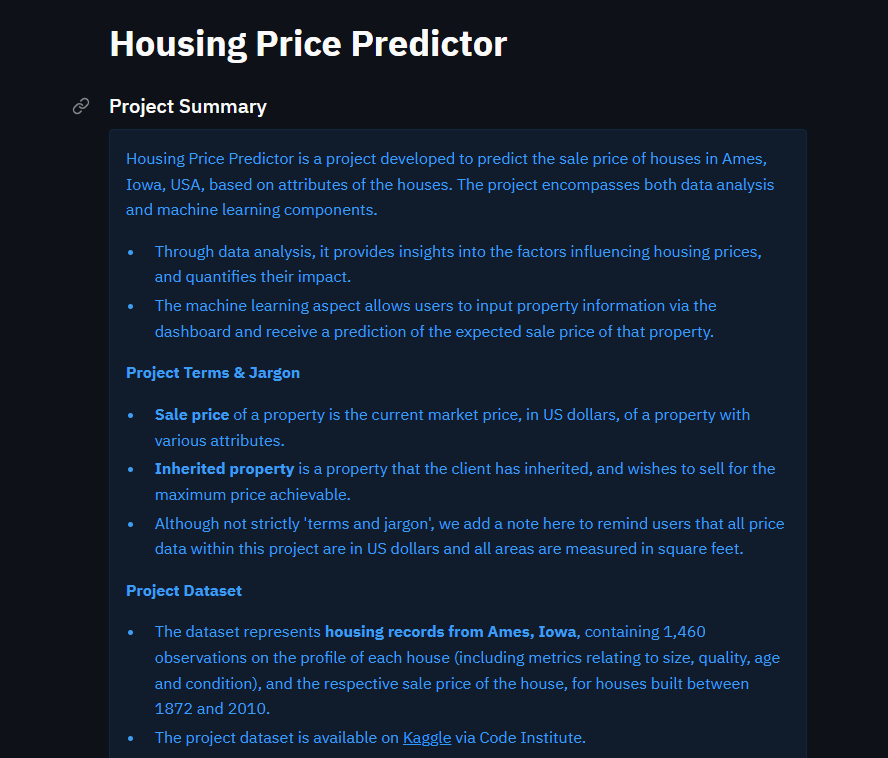 Housing Price Predictor
Project Summary
Housing Price Predictor is a project developed to predict the sale price of houses in Ames,
Iowa, USA, based on attributes of the houses. The project encompasses both data analysis
and machine learning components.
• Through data analysis, it provides insights into the factors influencing housing prices,
and quantifies their impact.
• The machine learning aspect allows users to input property information via the
dashboard and receive a prediction of the expected sale price of that property.
Project Terms & Jargon
• Sale price of a property is the current market price, in US dollars, of a property with
various attributes.
• Inherited property is a property that the client has inherited, and wishes to sell for the
maximum price achievable.
• Although not strictly 'terms and jargon', we add a note here to remind users that all price
data within this project are in US dollars and all areas are measured in square feet.
Project Dataset
• The dataset represents housing records from Ames, Iowa, containing 1,460
observations on the profile of each house (including metrics relating to size, quality, age
and condition), and the respective sale price of the house, for houses built between
1872 and 2010.
• The project dataset is available on Kaggle via Code Institute.